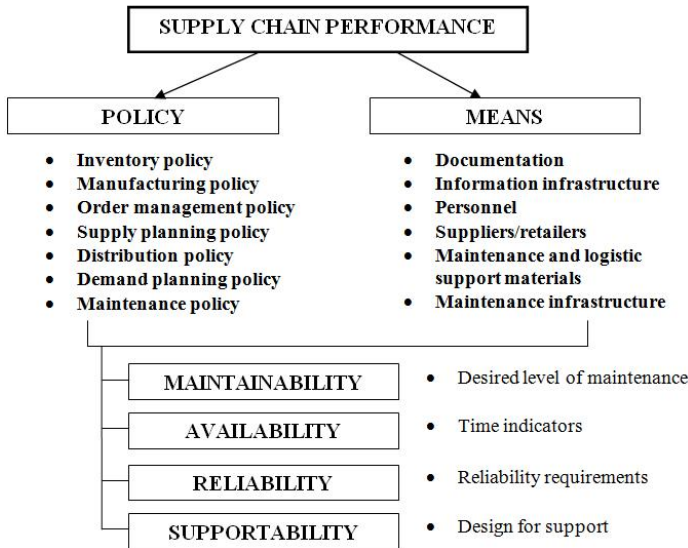 SUPPLY CHAIN PERFORMANCE
POLICY
• Inventory policy
• Manufacturing policy
• Order management policy
• Supply planning policy
• Distribution policy
• Demand planning policy
• Maintenance policy
MEANS
• Documentation
• Information infrastructure
• Personnel
• Suppliers/retailers
• Maintenance and logistic
support materials
• Maintenance infrastructure
MAINTAINABILITY
• Desired level of maintenance
AVAILABILITY
• Time indicators
RELIABILITY
• Reliability requirements
SUPPORTABILITY
• Design for support